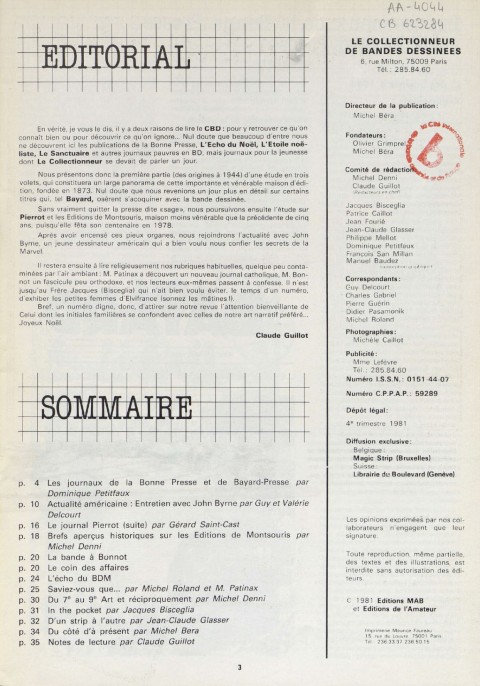 AA-4044
CB 623284
EDITORIAL
En vérité, je vous le dis, il y a deux raisons de lire le CBD : pour y retrouver ce qu'on
connaît bien ou pour découvrir ce qu'on ignore... Nul doute que beaucoup d'entre nous
ne découvrent ici les publications de la Bonne Presse, L'Echo du Noël, L'Etoile noë-
liste, Le Sanctuaire et autres journaux pauvres en BD, mais journaux pour la jeunesse
dont Le Collectionneur se devait de parler un jour.
Nous présentons donc la première partie (des origines à 1944) d'une étude en trois
volets, qui constituera un large panorama de cette importante et vénérable maison d'édi-
tion, fondée en 1873. Nul doute que nous revenions un jour plus en détail sur certains
titres qui, tel Bayard, osèrent s'acoquiner avec la bande dessinée.
Sans vraiment quitter le presse dite «sage», nous poursuivons ensuite l'étude sur
Pierrot et les Editions de Montsouris, maison moins vénérable que la précédente de cinq
ans, puisqu'elle fêta son centenaire en 1978.
Après avoir encensé ces pieux organes, nous rejoindrons l'actualité avec John
Byrne, un jeune dessinateur américain qui a bien voulu nous confier les secrets de la
Marvel.
Il restera ensuite à lire religieusement nos rubriques habituelles, quelque peu conta-
minées par l'air ambiant : M. Patinax a découvert un nouveau journal catholique, M. Bon-
not un fascicule peu orthodoxe, et nos lecteurs eux-mêmes passent à confesse. Il n'est
jusqu'au Frère Jacques (Bisceglia) qui n'ait bien voulu éviter, le temps d'un numéro,
d'exhiber les petites femmes d'Elvifrance (sonnez les mâtines !).
Bref, un numéro digne, donc, d'attirer sur notre revue l'attention bienveillante de
Celui dont les initiales familières se confondent avec celles de notre art narratif préféré...
Joyeux Noël.
Claude Guillot
SOMMAIRE
p. 4 Les journaux de la Bonne Presse et de Bayard-Presse par
Dominique Petitfaux
p. 10 Actualité américaine : Entretien avec John Byrne par Guy et Valérie
Delcourt
p. 16 Le journal Pierrot (suite) par Gérard Saint-Cast
p. 18 Brefs aperçus historiques sur les Editions de Montsouris par
Michel Denni
p. 20 La bande à Bonnot
p. 20 Le coin des affaires
p. 24 L'écho du BDM
p. 25 Saviez-vous que... par Michel Roland et M. Patinax
p. 30 Du 7e au 9e Art et réciproquement par Michel Denni
p. 31 In the pocket par Jacques Bisceglia
p. 32 D'un strip à l'autre par Jean-Claude Glasser
p. 34 Du côté d'à présent par Michel Bera
p. 35 Notes de lecture par Claude Guillot
LE COLLECTIONNEUR
DE BANDES DESSINEES
6, rue Milton, 75009 Paris
Tél.: 285.84.60
Directeur de la publication:
Michel Béra
Fondateurs:
Olivier Grimprel
Michel Béra
Comité de rédaction
Michel Denni
Claude Guillot
Jacques Bisceglia
Patrice Caillot
Jean Fourié
Jean-Claude Glasser
Philippe Mellot
Dominique Petitfaux
François San Millan
Manuel Baudez
Correspondants:
Guy Delcourt
Charles Gabriel
Pierre Guérin
Didier Pasamonik
Michel Roland
Photographies:
Michèle Caillot
Publicité:
Mme Lefèvre
Tél : 285.84.60
Numéro I.S.S.N.: 0151-44-07
Numéro C.P.P.A.P.: 59289
Dépôt légal:
4e trimestre 1981
Diffusion exclusive:
Belgique:
Magic Strip (Bruxelles)
Suisse
Librairie du Boulevard (Genève)
Les opinions exprimées par nos col-
laborateurs n'engagent que leur
signature.
Toute reproduction, même partielle,
des textes et des illustrations, est
interdite sans autorisation des édi-
teurs.
© 1981 Editions MAB
et Editions de l'Amateur
Imprimerie Maurice Foureau
15, rue du Louvre, 75001 Paris
Tél.: 236.33.37 236.50.15
3